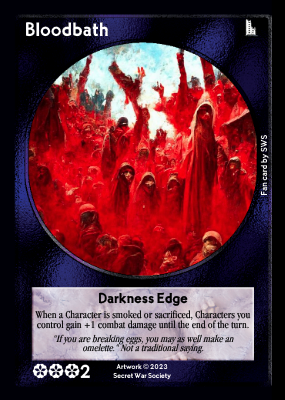 Bloodbath
Fan card by SWS
Darkness Edge
When a Character is smoked or sacrificed, Characters you
control gain +1 combat damage until the end of the turn.
"If you are breaking eggs, you may as well make an
omelette." Not a traditional saying.
2
Artwork © 2023
Secret War Society